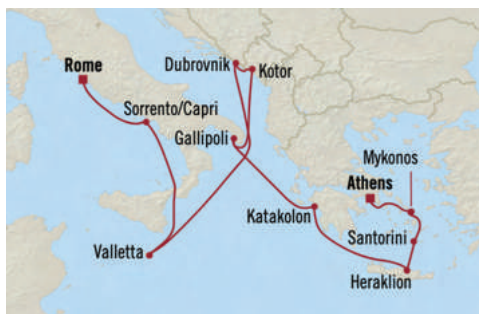 Dubrovnik
Rome
Kotor
Sorrento/Capri
Gallipoli
Mykonos
Athens
Katakolon
Santorini
Valletta
Heraklion